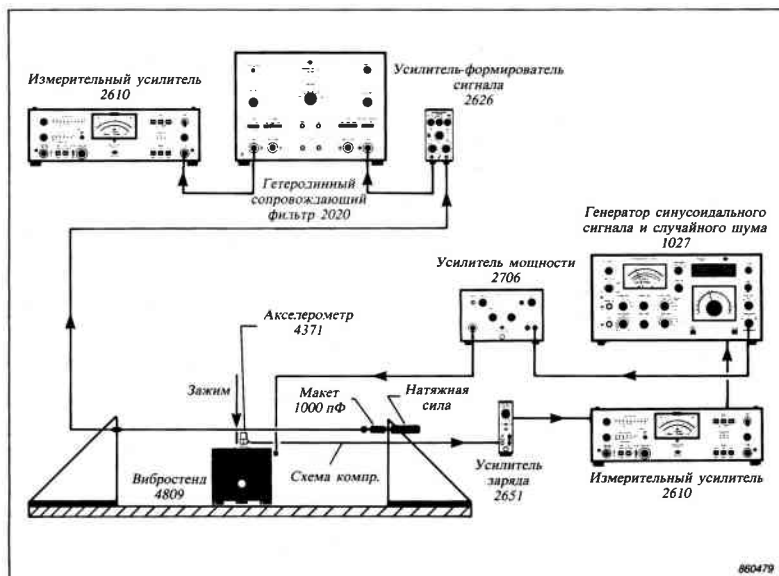 Измерительный усилитель
2610
Усилитель-формирователь
сигнала
2626
Гетеродинный
сопровождающий
фильтр 2020
Генератор синусоидального
сигнала и случайного шума
1027
Усилитель мощности
2706
Акселерометр
4371
Зажим
Макет
1000 пФ
Натяжная
сила
Вибростенд
4809
Схема компр.
Усилитель
заряда
2651
Измерительный усилитель
2610
860479